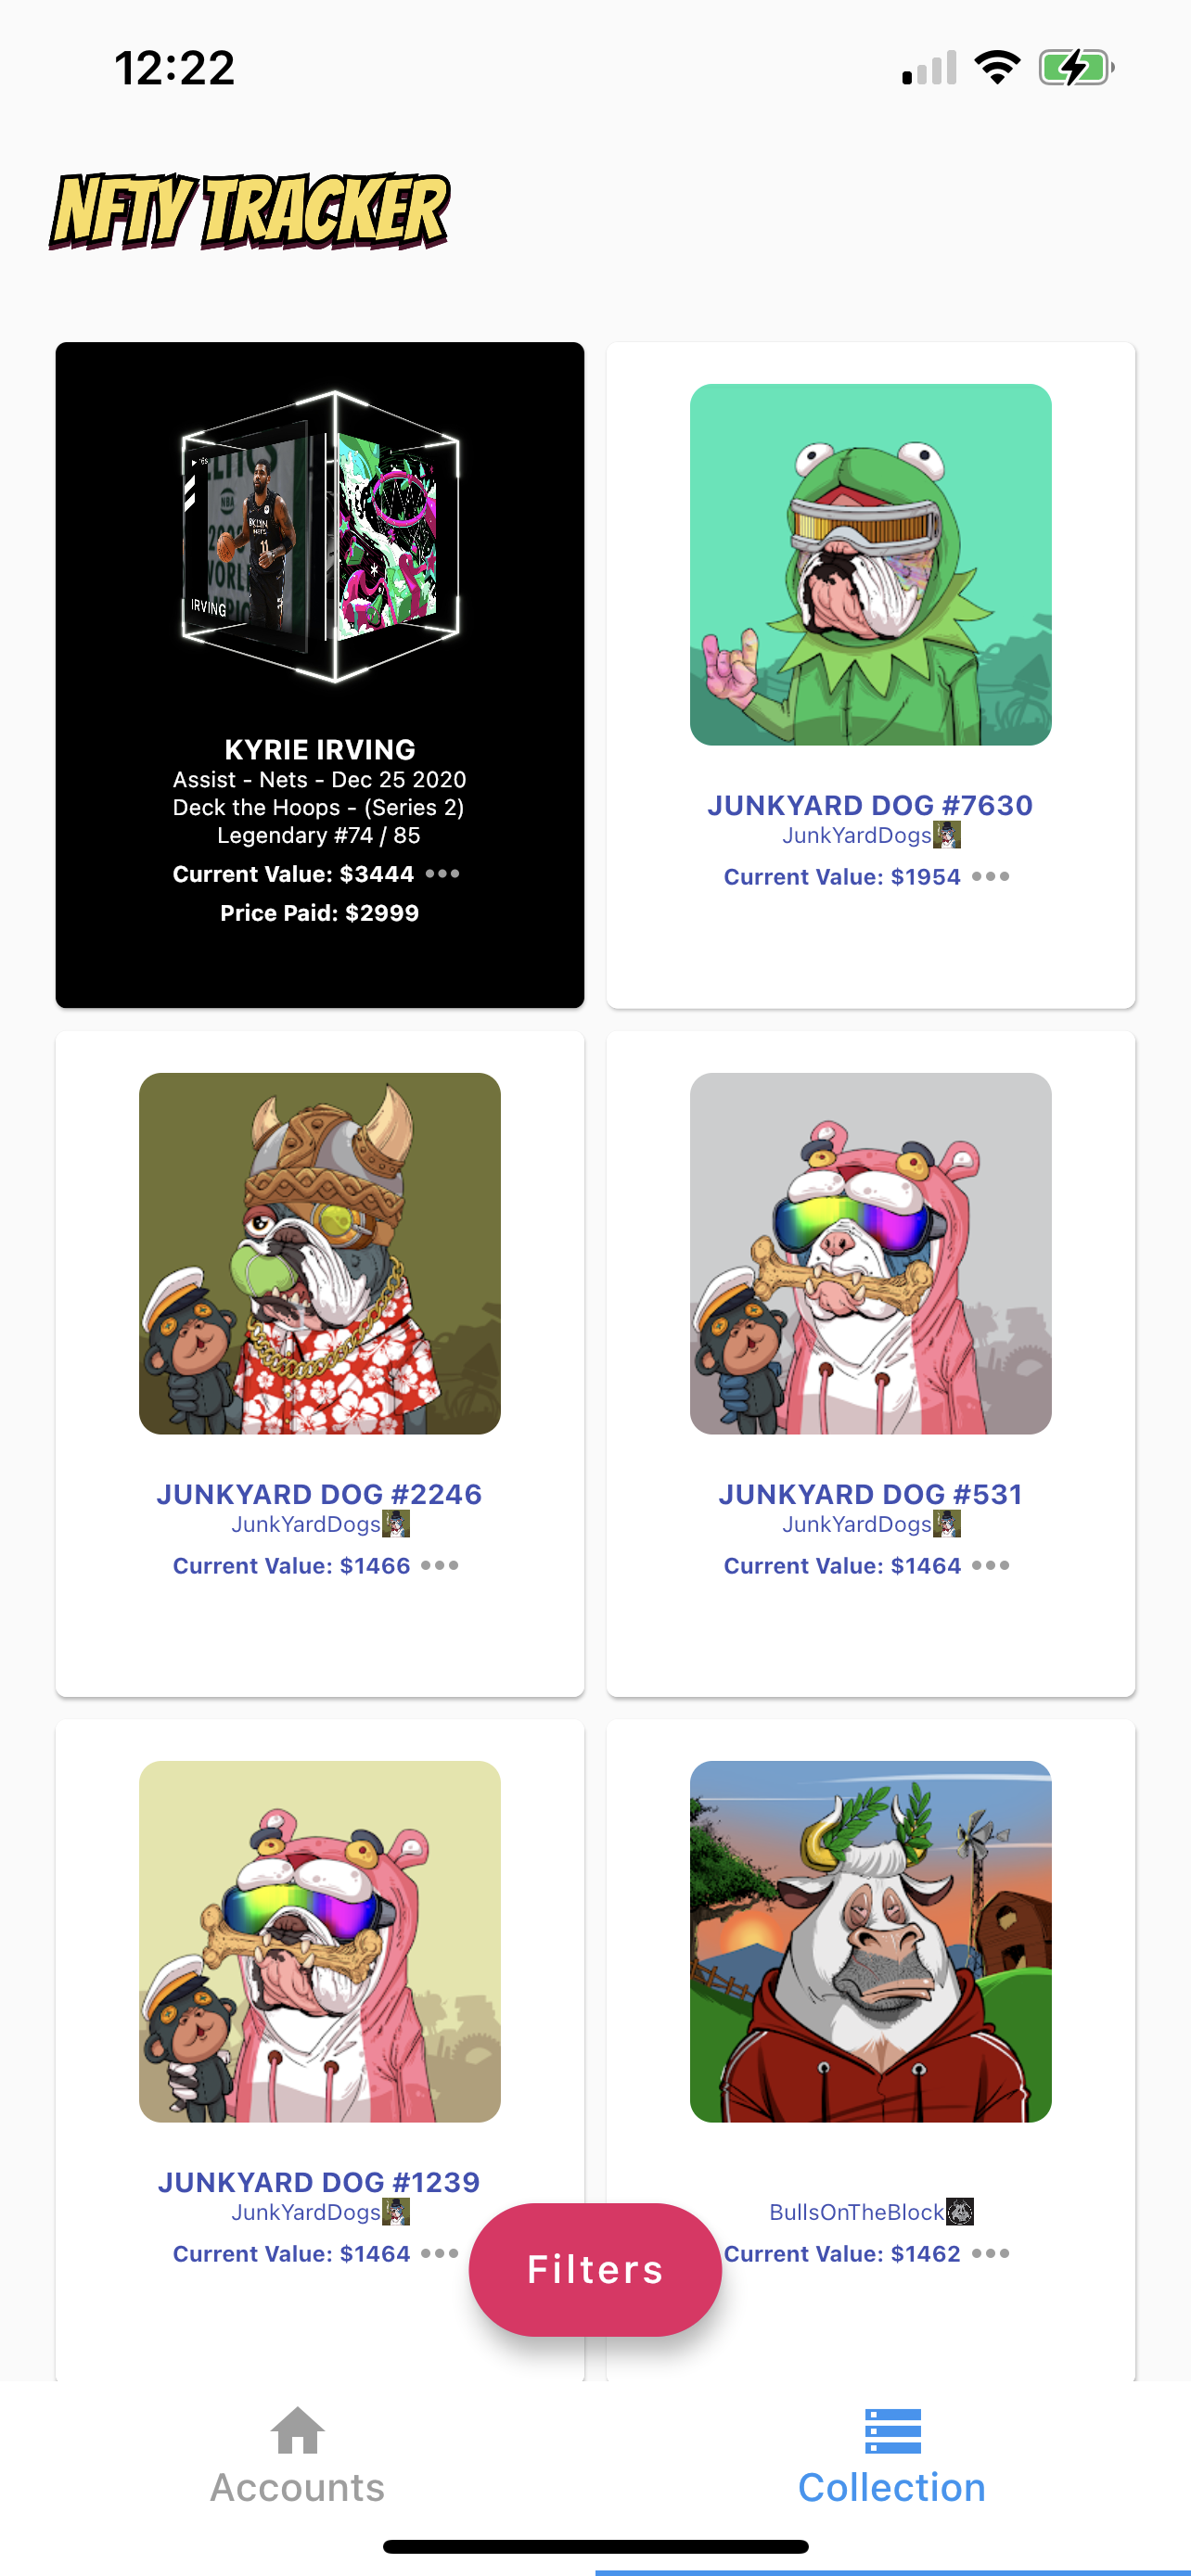 12:22
NFTY TRACKER
IRVING
KYRIE IRVING
Assist - Nets - Dec 25 2020
Deck the Hoops - (Series 2)
Legendary #74 / 85
Current Value: $3444
Price Paid: $2999
JUNKYARD DOG #7630
JunkYardDogs
Current Value: $1954
JUNKYARD DOG #2246
JunkYardDogs
Current Value: $1466
JUNKYARD DOG #531
JunkYardDogs
Current Value: $1464
JUNKYARD DOG #1239
JunkYardDogs
Current Value: $1464
BullsOnTheBlock
Current Value: $1462
Filters
Accounts
Collection